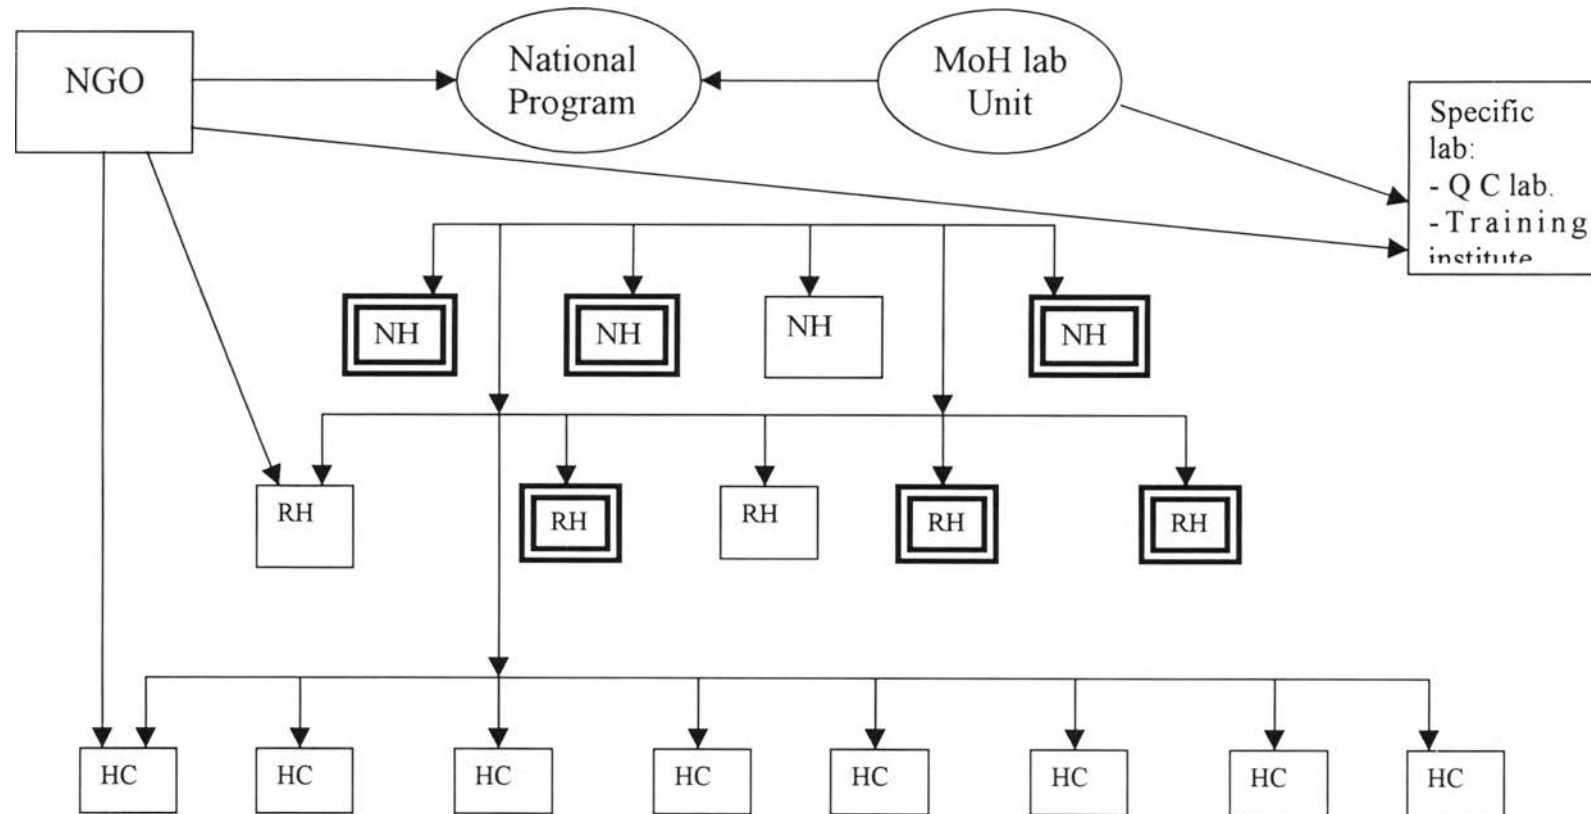 NGO
National
Program
MoH lab
Unit
Specific
lab:
- Q C lab.
- Training
institute
NH
NH
NH
NH
RH
RH
RH
RH
RH
HC
HC
HC
HC
HC
HC
HC
HC